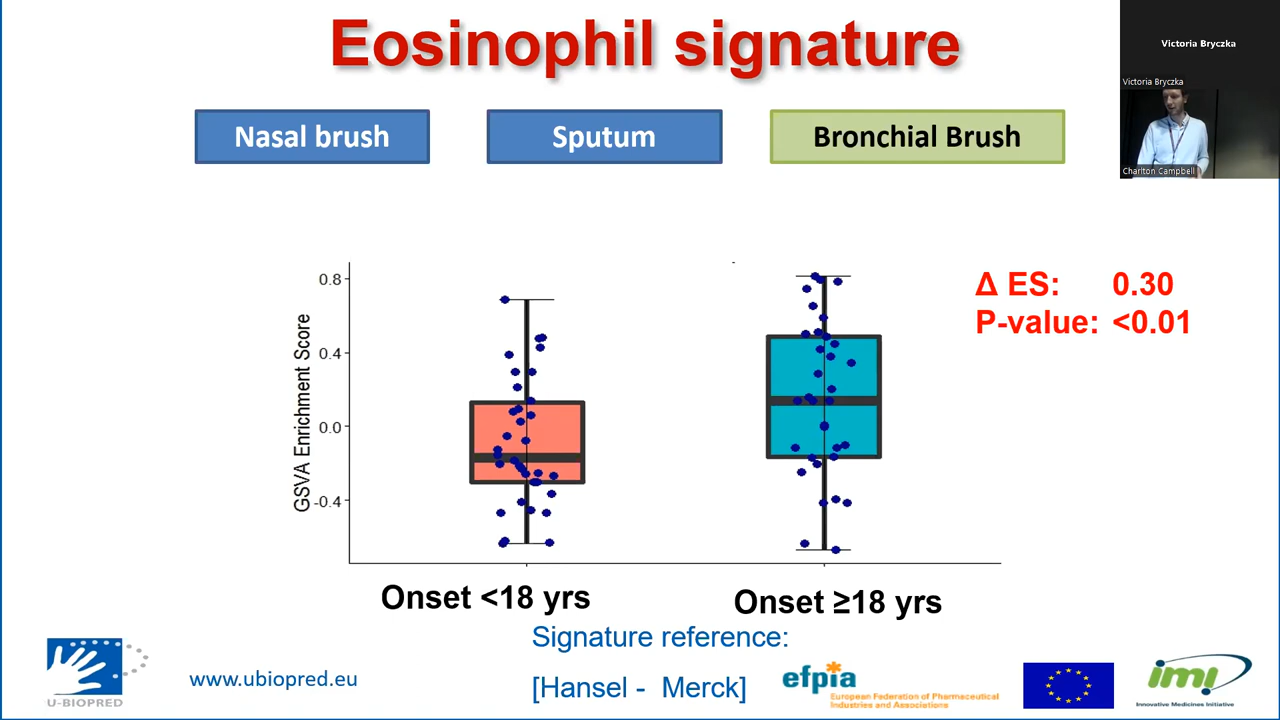 Eosinophil signature
Victoria Bryczka
Victoria Bryczka
Charlton Campbell
Nasal brush
Sputum
Bronchial Brush
Δ ES: 0.30
P-value: <0.01
GSVA Enrichment Score
0.8
0.4
0.0
-0.4
Onset <18 yrs
Onset ≥18 yrs
Signature reference:
[Hansel - Merck]
U-BIOPRED
www.ubiopred.eu
efpia
European Federation of Pharmaceutical
Industries and Associations
imi
Innovative Medicines Initiative